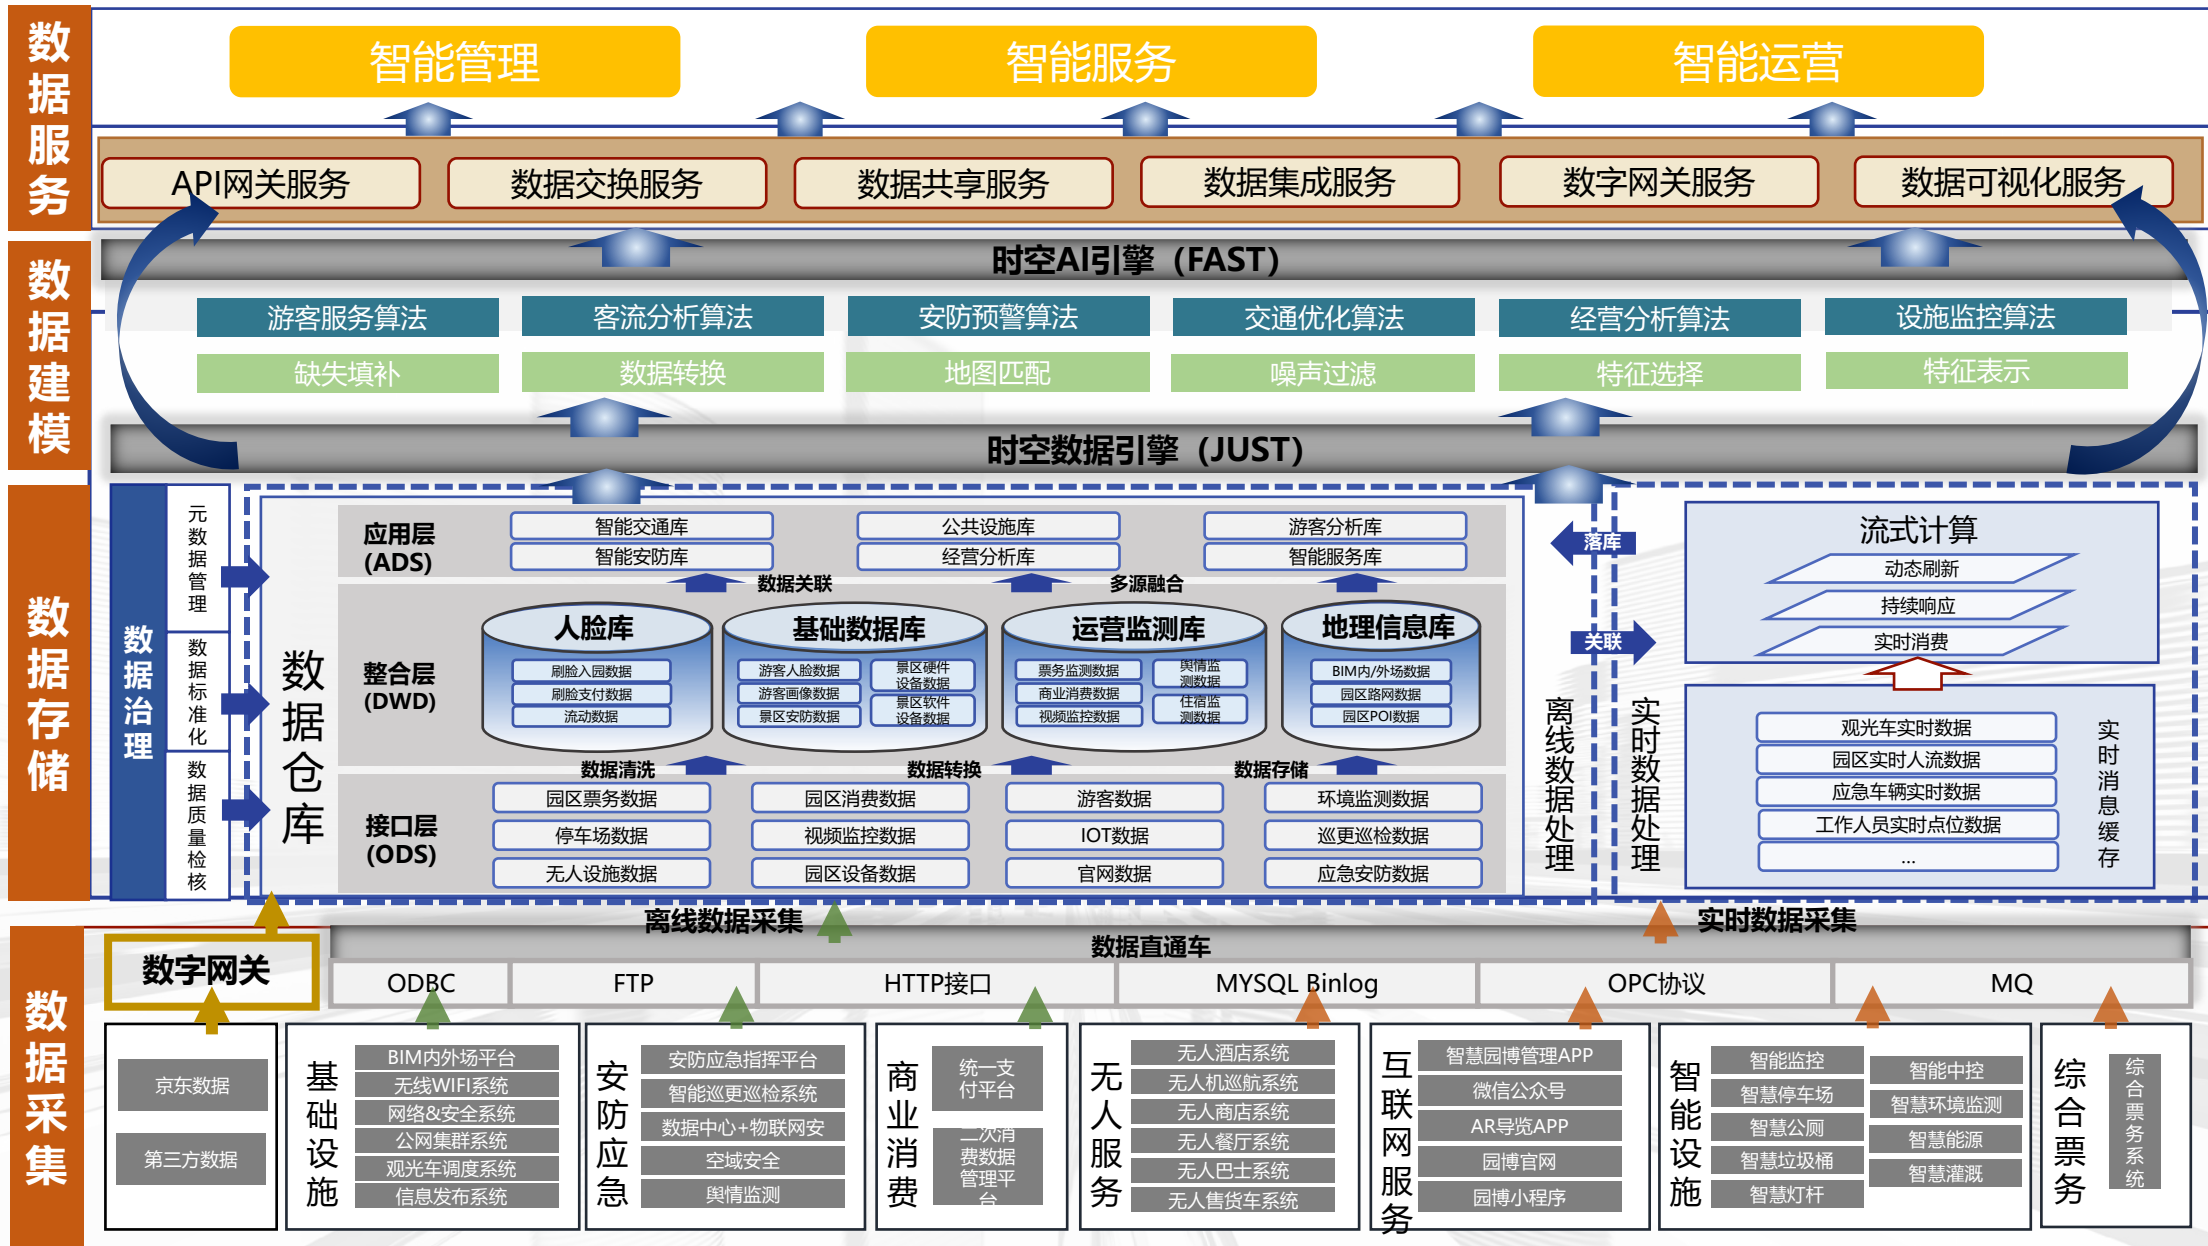 数据服务
智能管理
智能服务
智能运营
API网关服务
数据交换服务
数据共享服务
数据集成服务
数字网关服务
数据可视化服务
数据建模
时空AI引擎（FAST）
游客服务算法
客流分析算法
安防预警算法
交通优化算法
经营分析算法
设施监控算法
缺失填补
数据转换
地图匹配
噪声过滤
特征选择
特征表示
时空数据引擎（JUST）
数据存储
数据治理
元数据管理
数据标准化
数据质量检核
数据仓库
应用层
(ADS)
智能交通库
公共设施库
游客分析库
智能安防库
经营分析库
智能服务库
数据关联
多源融合
整合层
(DWD)
人脸库
刷脸入园数据
刷脸支付数据
流动数据
基础数据库
游客人脸数据
游客画像数据
景区安防数据
景区硬件
设备数据
景区软件
设备数据
运营监测库
票务监测数据
商业消费数据
视频监控数据
舆情监
测数据
住宿监
测数据
地理信息库
BIM内/外场数据
园区路网数据
园区POI数据
数据清洗
数据转换
数据存储
接口层
(ODS)
园区票务数据
园区消费数据
游客数据
环境监测数据
停车场数据
视频监控数据
IOT数据
巡更巡检数据
无人设施数据
园区设备数据
官网数据
应急安防数据
离线数据处理
落库
关联
实时数据处理
流式计算
动态刷新
持续响应
实时消费
观光车实时数据
园区实时人流数据
应急车辆实时数据
工作人员实时点位数据
...
实时消息缓存
数据采集
离线数据采集
实时数据采集
数字网关
数据直通车
ODBC
FTP
HTTP接口
MYSQL Binlog
OPC协议
MQ
京东数据
第三方数据
基础设施
BIM内外场平台
无线WIFI系统
网络&安全系统
公网集群系统
观光车调度系统
信息发布系统
安防应急
安防应急指挥平台
智能巡更巡检系统
数据中心+物联网安
空域安全
舆情监测
商业消费
统一支
付平台
二次消
费数据
管理平
台
无人服务
无人酒店系统
无人机巡航系统
无人商店系统
无人餐厅系统
无人巴士系统
无人售货车系统
互联网服务
智慧园博管理APP
微信公众号
AR导览APP
园博官网
园博小程序
智能设施
智能监控
智慧停车场
智慧公厕
智慧垃圾桶
智慧灯杆
智能中控
智慧环境监测
智慧能源
智慧灌溉
综合票务
综合票务系统